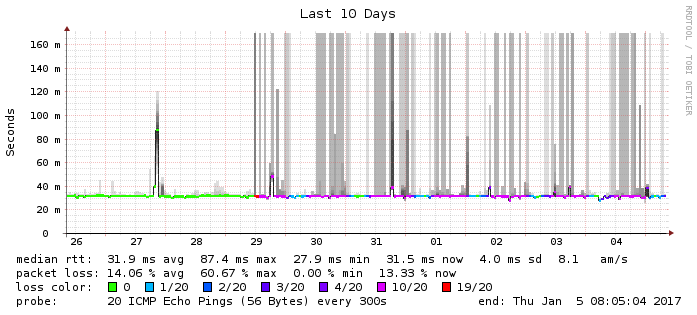 Last 10 Days
RRDTOOL / TOBI OETIKER
Seconds
160 m
140 m
120 m
100 m
80 m
60 m
40 m
20 m
0
26 27 28 29 30 31 01 02 03 04
median rtt: 31.9 ms avg 87.4 ms max 27.9 ms min 31.5 ms now 4.0 ms sd 8.1 am/s
packet loss: 14.06 % avg 60.67 % max 0.00 % min 13.33 % now
loss color: 0 1/20 2/20 3/20 4/20 10/20 19/20
probe: 20 ICMP Echo Pings (56 Bytes) every 300s end: Thu Jan 5 08:05:04 2017